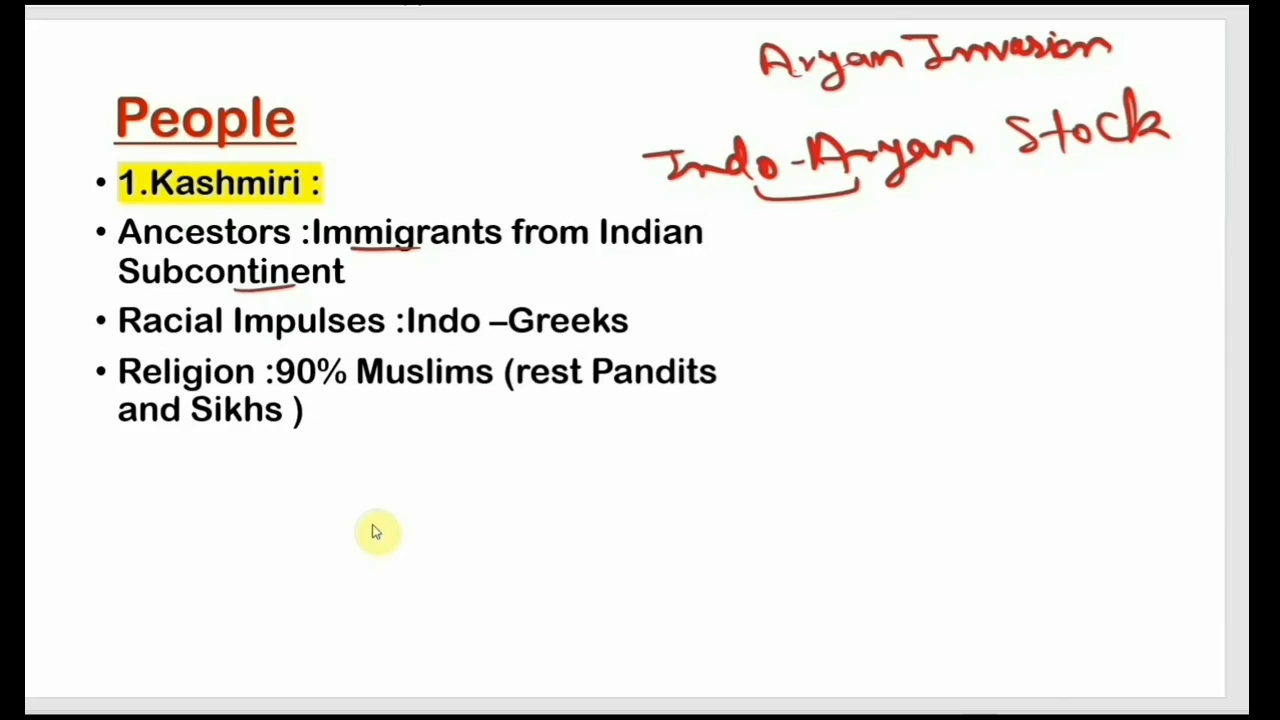 Aryan Invasion
Indo-Aryan Stock
People
• 1.Kashmiri :
• Ancestors :Immigrants from Indian
Subcontinent
• Racial Impulses :Indo –Greeks
• Religion :90% Muslims (rest Pandits
and Sikhs )